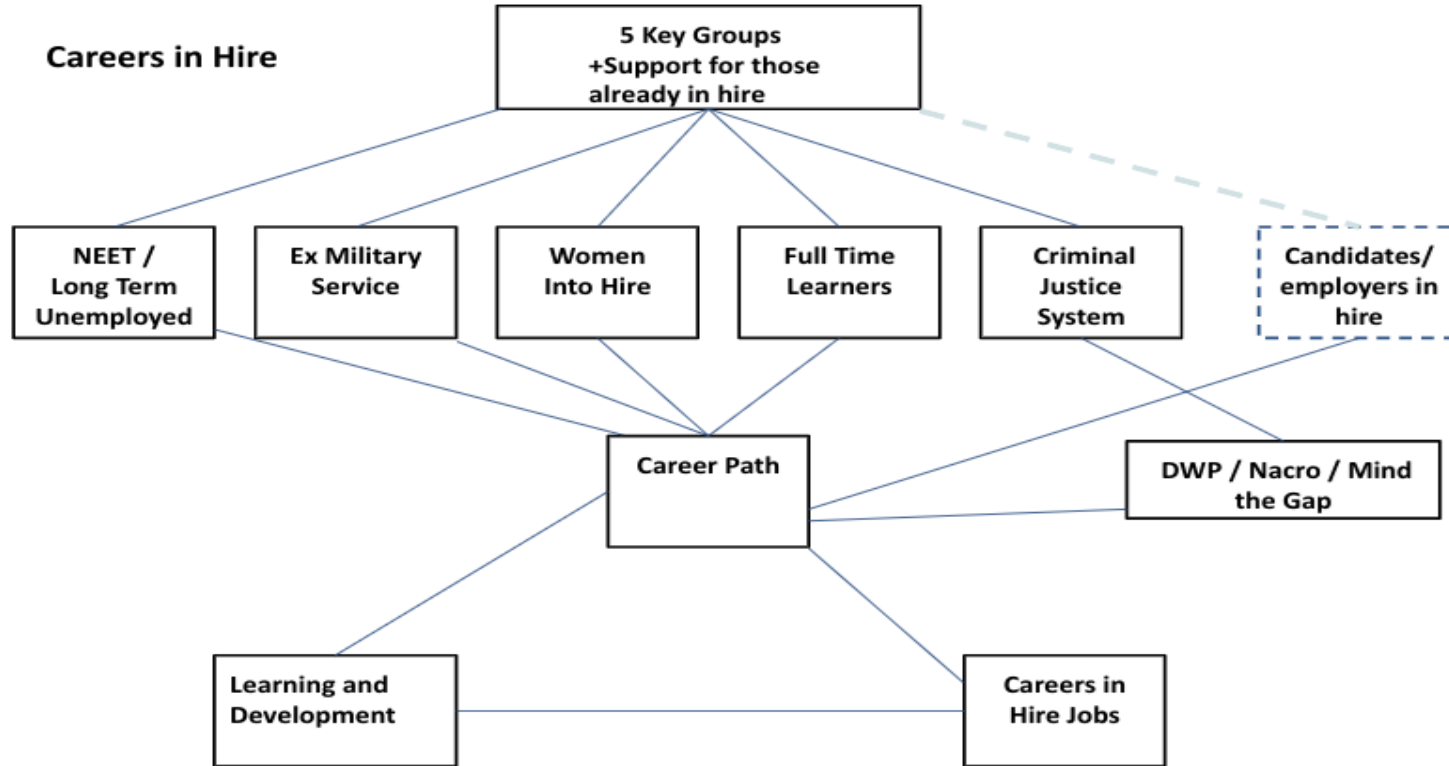 Careers in Hire
5 Key Groups
+Support for those
already in hire
NEET /
Long Term
Unemployed
Ex Military
Service
Women
Into Hire
Full Time
Learners
Criminal
Justice
System
Candidates/
employers in
hire
Career Path
DWP / Nacro / Mind
the Gap
Learning and
Development
Careers in
Hire Jobs